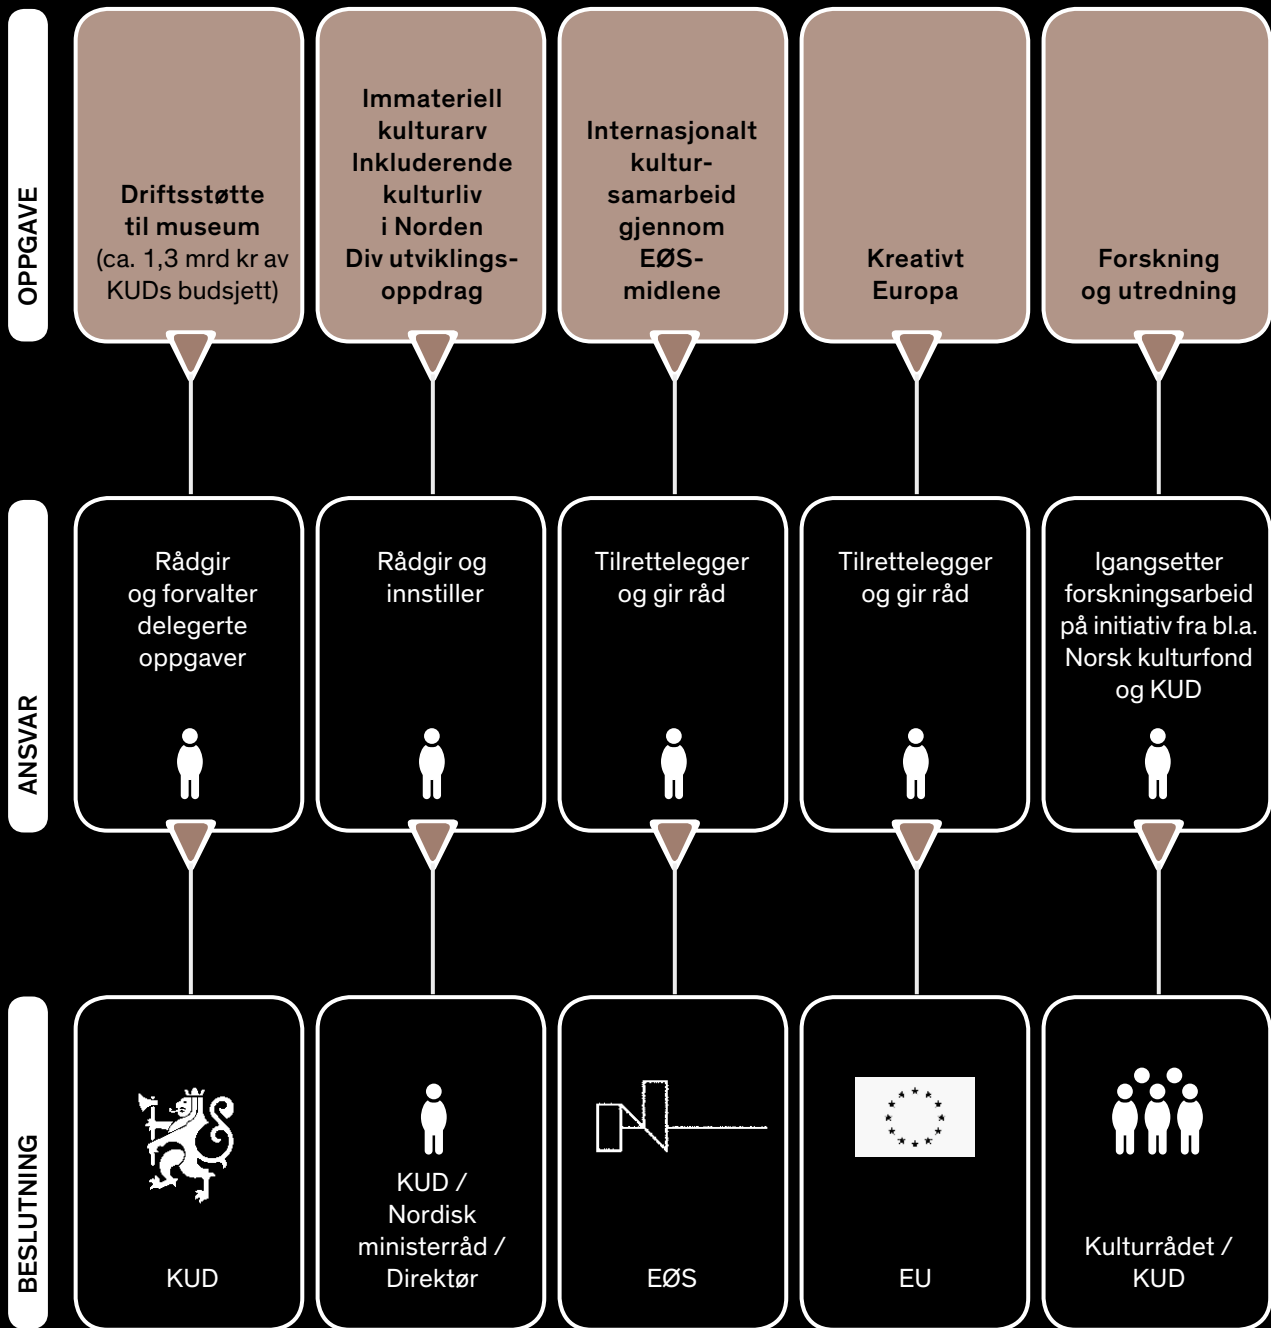 OPPGAVE
Driftsstøtte
til museum
(ca. 1,3 mrd kr av
KUDs budsjett)
Immateriell
kulturarv
Inkluderende
kulturliv
i Norden
Div utviklings-
oppdrag
Internasjonalt
kultur-
samarbeid
gjennom
EØS-
midlene
Kreativt
Europa
Forskning
og utredning
ANSVAR
Rådgir
og forvalter
delegerte
oppgaver
Rådgir og
innstiller
Tilrettelegger
og gir råd
Tilrettelegger
og gir råd
Igangsetter
forskningsarbeid
på initiativ fra bl.a.
Norsk kulturfond
og KUD
BESLUTNING
KUD
KUD /
Nordisk
ministerråd /
Direktør
EØS
EU
Kulturrådet /
KUD